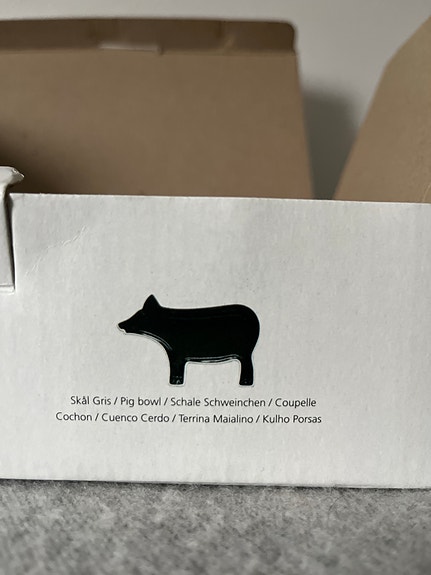 Skål Gris / Pig bowl / Schale Schweinchen / Coupelle
Cochon / Cuenco Cerdo / Terrina Maialino / Kulho Porsas